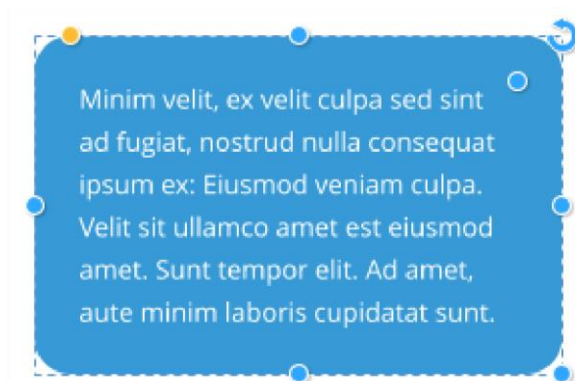 Minim velit, ex velit culpa sed sint
ad fugiat, nostrud nulla consequat
ipsum ex: Eiusmod veniam culpa.
Velit sit ullamco amet est eiusmod
amet. Sunt tempor elit. Ad amet,
aute minim laboris cupidatat sunt.